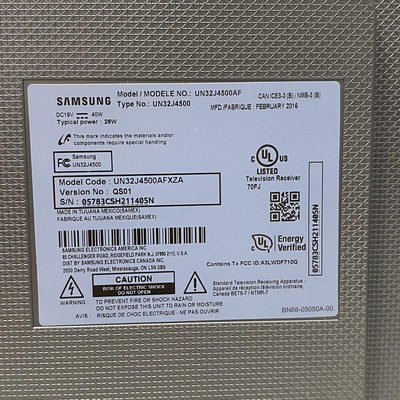 SAMSUNG
Model / MODELE NO.: UN32J4500AF
Type No.: UN32J4500
CAN ICES-3 (B) / NMB-3 (B)
MFD./FABRIQUE : FEBRUARY 2016
DC19V 40W
Typical power : 26W
This mark indicates the materials and/or
components require special handling.
FC Samsung
UN32J4500
Model Code : UN32J4500AFXZA
Version No : QS01
S/N : 05783CSH211405N
MADE IN TIJUANA MEXICO(SAMEX)
FABRIQUE A TIJUANA, MEXIQUE (SAMEX)
C UL US
LISTED
Television Receiver
70FJ
SAMSUNG ELECTRONICS AMERICA, INC.
85 CHALLENGER ROAD, RIDGEFIELD PARK N.J. 07660-2112, U.S.A
SAMSUNG ELECTRONICS CANADA INC.
2050 Derry Road West, Mississauga, ON L5N 0B9
UL
Energy
Verified
05783CSH211405N
Contains Tx FCC ID:A3LWDF710Q
CAUTION
RISK OF ELECTRIC SHOCK
DO NOT OPEN
WARNING : TO PREVENT FIRE OR SHOCK HAZARD
DO NOT EXPOSE THIS UNIT TO RAIN OR MOISTURE
AVIS : RISQUE DE CHOC ELECTRIQUE NE PAS OUVRIR
Standard Television Receiving Apparatus -
Appareil de réception télévision ordinaire,
Canada BETS-7 / NTMR-7
BN68-05050A-00